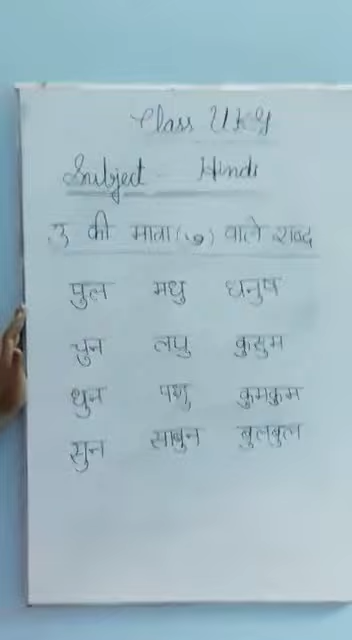 Class UKG
Subject - Hindi
उ की मात्रा (ु) वाले शब्द
पुल मधु धनुष
चुन लघु कुसुम
धुन पशु कुमकुम
सुन साबुन बुलबुल